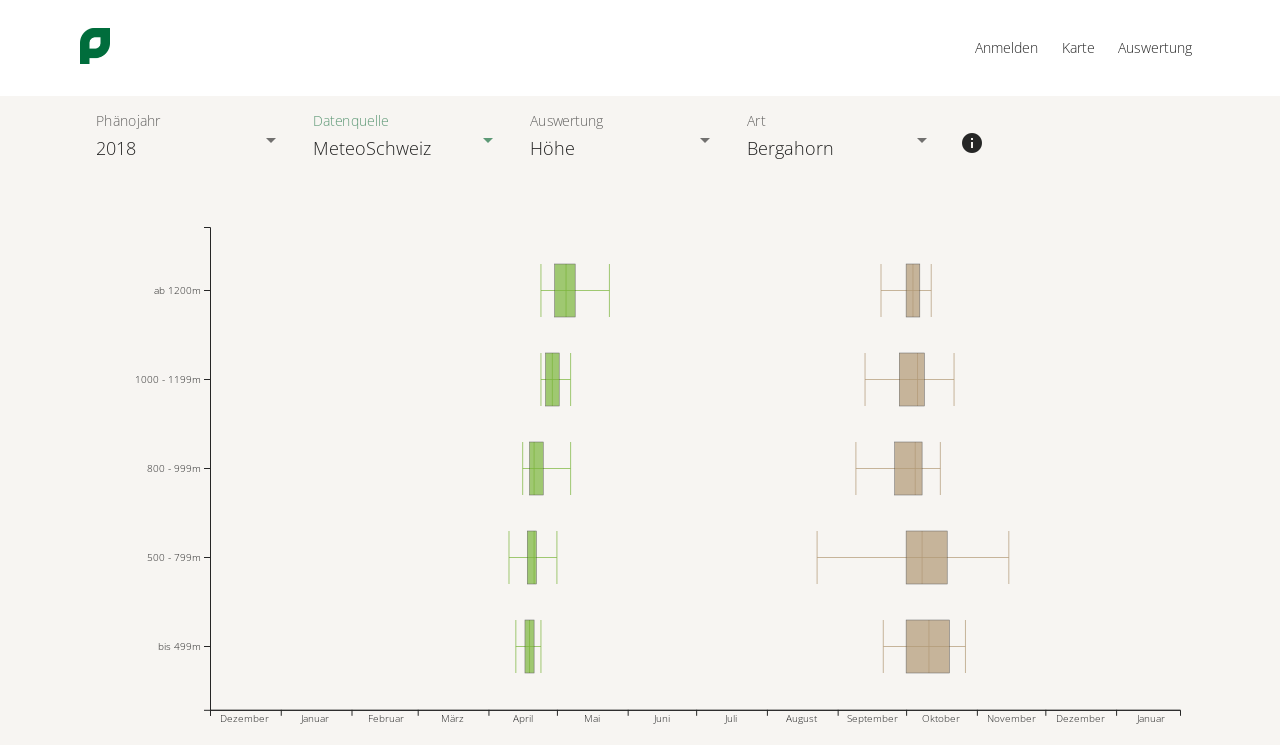 Anmelden Karte Auswertung
Phänojahr Datenquelle Auswertung Art
2018 MeteoSchweiz Höhe Bergahorn
ab 1200m
1000 - 1199m
800 - 999m
500 - 799m
bis 499m
Dezember Januar Februar März April Mai Juni Juli August September Oktober November Dezember Januar